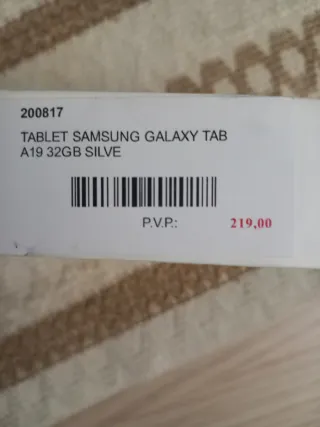 200817
TABLET SAMSUNG GALAXY TAB
A19 32GB SILVE
P.V.P.: 219,00